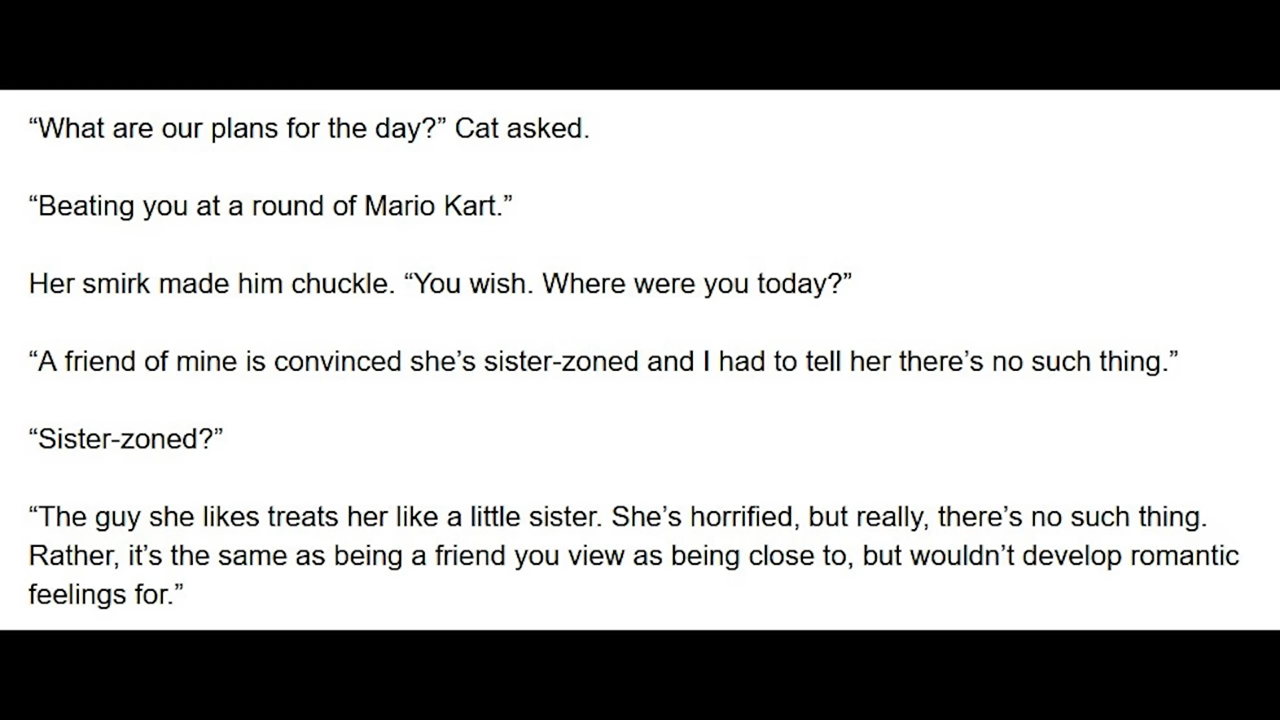 “What are our plans for the day?” Cat asked.
“Beating you at a round of Mario Kart.”
Her smirk made him chuckle. “You wish. Where were you today?”
“A friend of mine is convinced she’s sister-zoned and I had to tell her there’s no such thing.”
“Sister-zoned?”
“The guy she likes treats her like a little sister. She’s horrified, but really, there’s no such thing.
Rather, it’s the same as being a friend you view as being close to, but wouldn’t develop romantic
feelings for.”